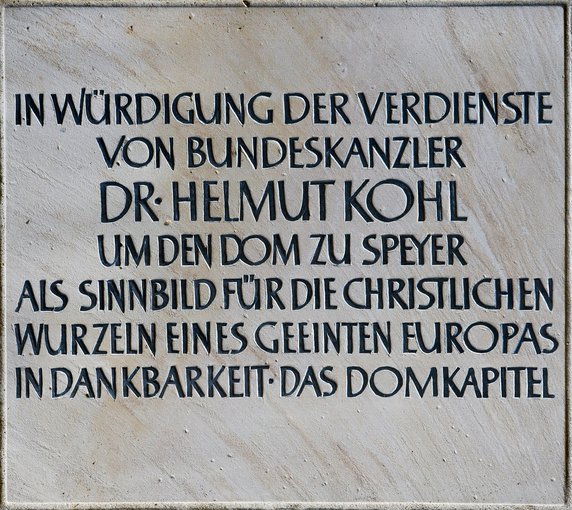 IN WÜRDIGUNG DER VERDIENSTE
VON BUNDESKANZLER
DR· HELMUT KOHL
UM DEN DOM ZU SPEYER
ALS SINNBILD FÜR DIE CHRISTLICHEN
WURZELN EINES GEEINTEN EUROPAS
IN DANKBARKEIT· DAS DOMKAPITEL